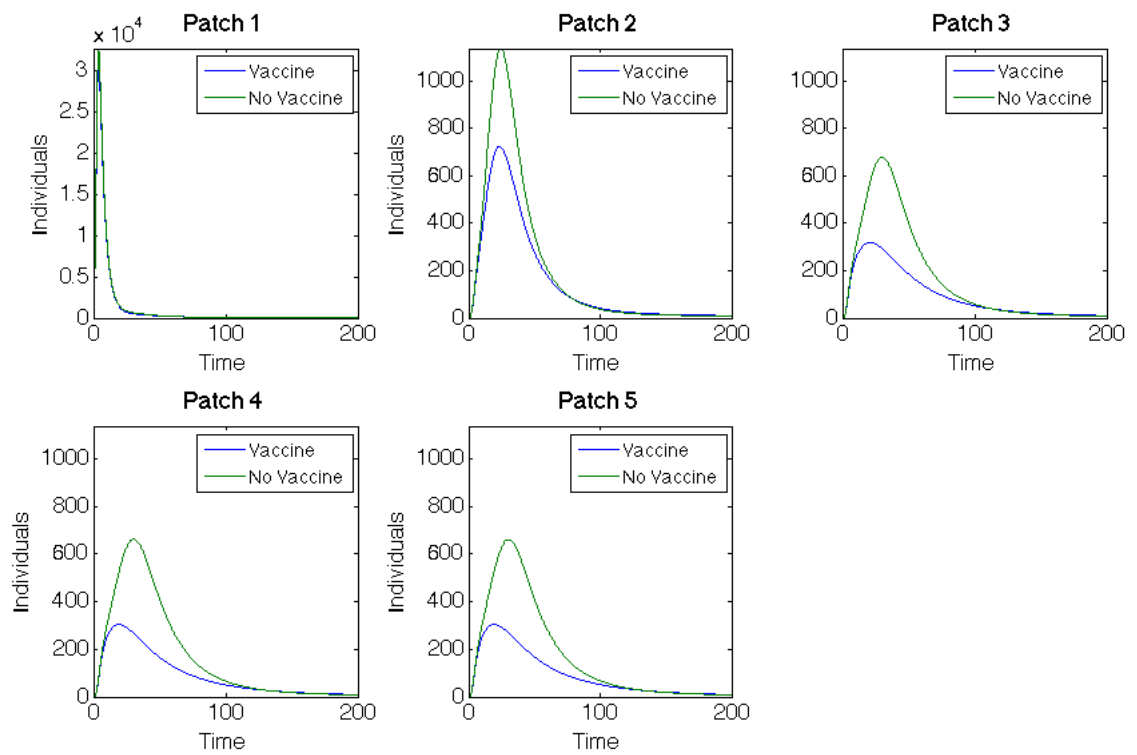 Patch 1
x 10^4
3
2.5
2
1.5
1
0.5
0
0 100 200
Individuals
Time
Vaccine
No Vaccine
Patch 2
1000
800
600
400
200
0
0 100 200
Individuals
Time
Vaccine
No Vaccine
Patch 3
1000
800
600
400
200
0
0 100 200
Individuals
Time
Vaccine
No Vaccine
Patch 4
1000
800
600
400
200
0
0 100 200
Individuals
Time
Vaccine
No Vaccine
Patch 5
1000
800
600
400
200
0
0 100 200
Individuals
Time
Vaccine
No Vaccine